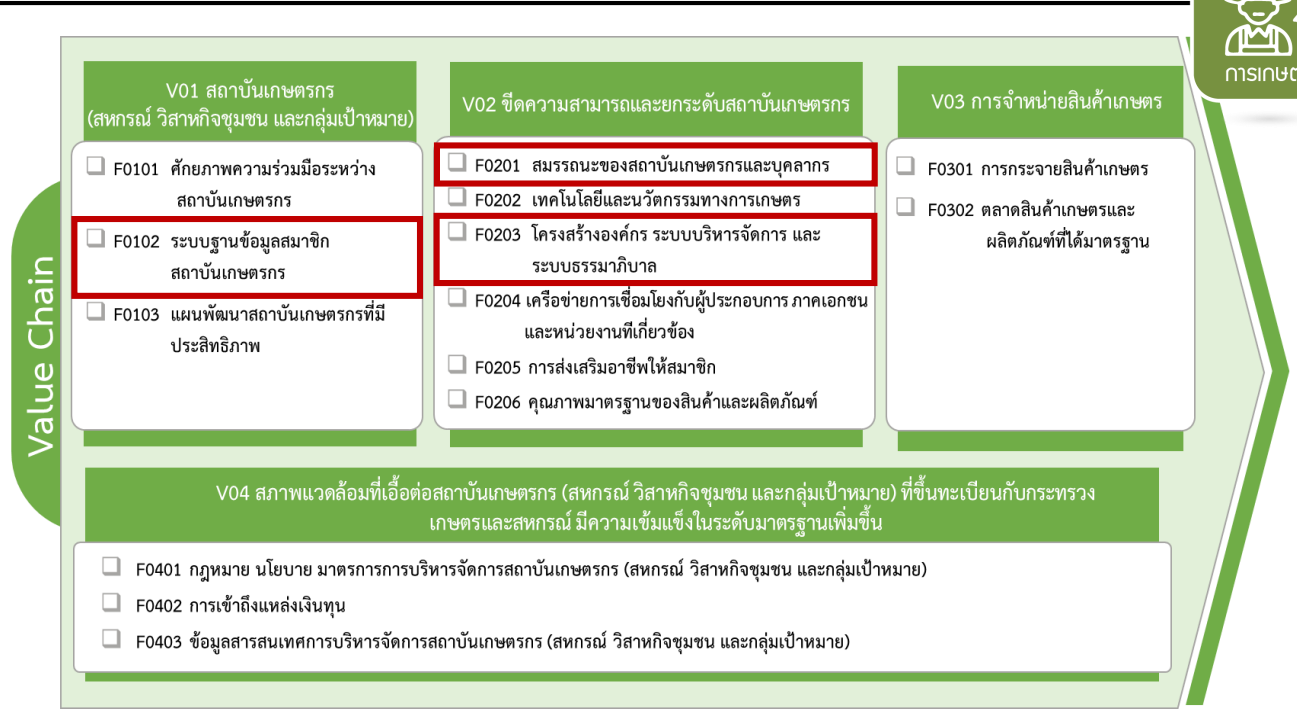 การเกษ
V01 สถาบันเกษตรกร
(สหกรณ์ วิสาหกิจชุมชน และกลุ่มเป้าหมาย)
F0101 ศักยภาพความร่วมมือระหว่าง
สถาบันเกษตรกร
F0102 ระบบฐานข้อมูลสมาชิก
สถาบันเกษตรกร
F0103 แผนพัฒนาสถาบันเกษตรกรที่มี
ประสิทธิภาพ
V02 ขีดความสามารถและยกระดับสถาบันเกษตรกร
F0201 สมรรถนะของสถาบันเกษตรกรและบุคลากร
F0202 เทคโนโลยีและนวัตกรรมทางการเกษตร
F0203 โครงสร้างองค์กร ระบบบริหารจัดการ และ
ระบบธรรมาภิบาล
F0204 เครือข่ายการเชื่อมโยงกับผู้ประกอบการ ภาคเอกชน
และหน่วยงานทีเกี่ยวข้อง
F0205 การส่งเสริมอาชีพให้สมาชิก
F0206 คุณภาพมาตรฐานของสินค้าและผลิตภัณฑ์
V03 การจำหน่ายสินค้าเกษตร
F0301 การกระจายสินค้าเกษตร
F0302 ตลาดสินค้าเกษตรและ
ผลิตภัณฑ์ที่ได้มาตรฐาน
Value Chain
V04 สภาพแวดล้อมที่เอื้อต่อสถาบันเกษตรกร (สหกรณ์ วิสาหกิจชุมชน และกลุ่มเป้าหมาย) ที่ขึ้นทะเบียนกับกระทรวง
เกษตรและสหกรณ์ มีความเข้มแข็งในระดับมาตรฐานเพิ่มขึ้น
F0401 กฎหมาย นโยบาย มาตรการการบริหารจัดการสถาบันเกษตรกร (สหกรณ์ วิสาหกิจชุมชน และกลุ่มเป้าหมาย)
F0402 การเข้าถึงแหล่งเงินทุน
F0403 ข้อมูลสารสนเทศการบริหารจัดการสถาบันเกษตรกร (สหกรณ์ วิสาหกิจชุมชน และกลุ่มเป้าหมาย)